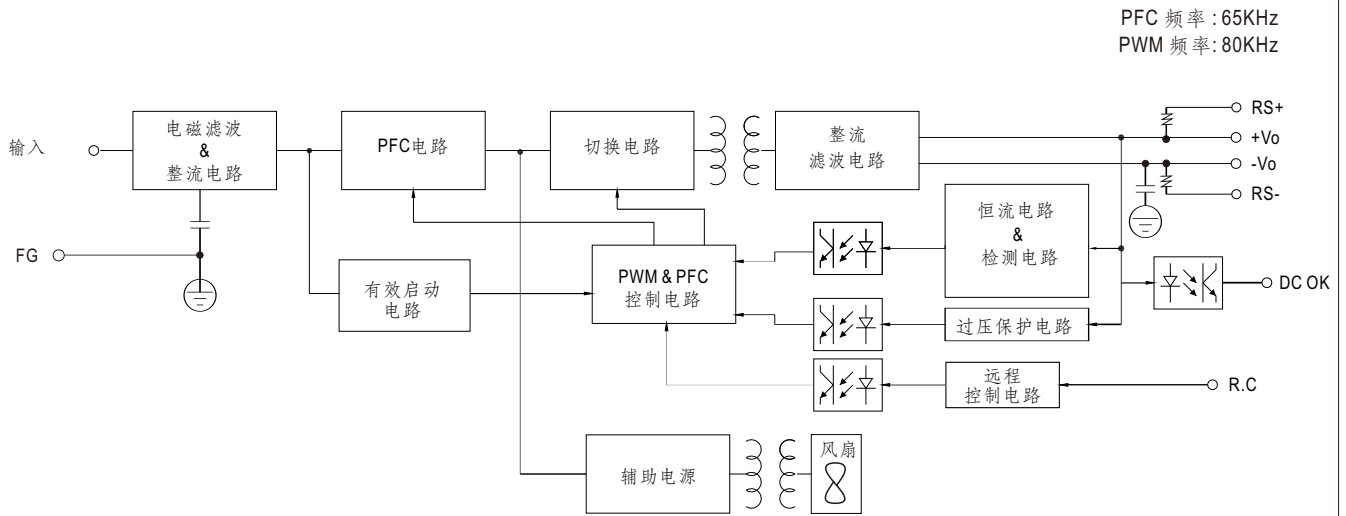 PFC 频率 : 65KHz
PWM 频率: 80KHz
RS+
+Vo
-Vo
RS-
输入
电磁滤波
&
整流电路
PFC电路
切换电路
整流
滤波电路
FG
有效启动
电路
PWM & PFC
控制电路
恒流电路
&
检测电路
DC OK
过压保护电路
远程
控制电路
R.C
辅助电源
风扇